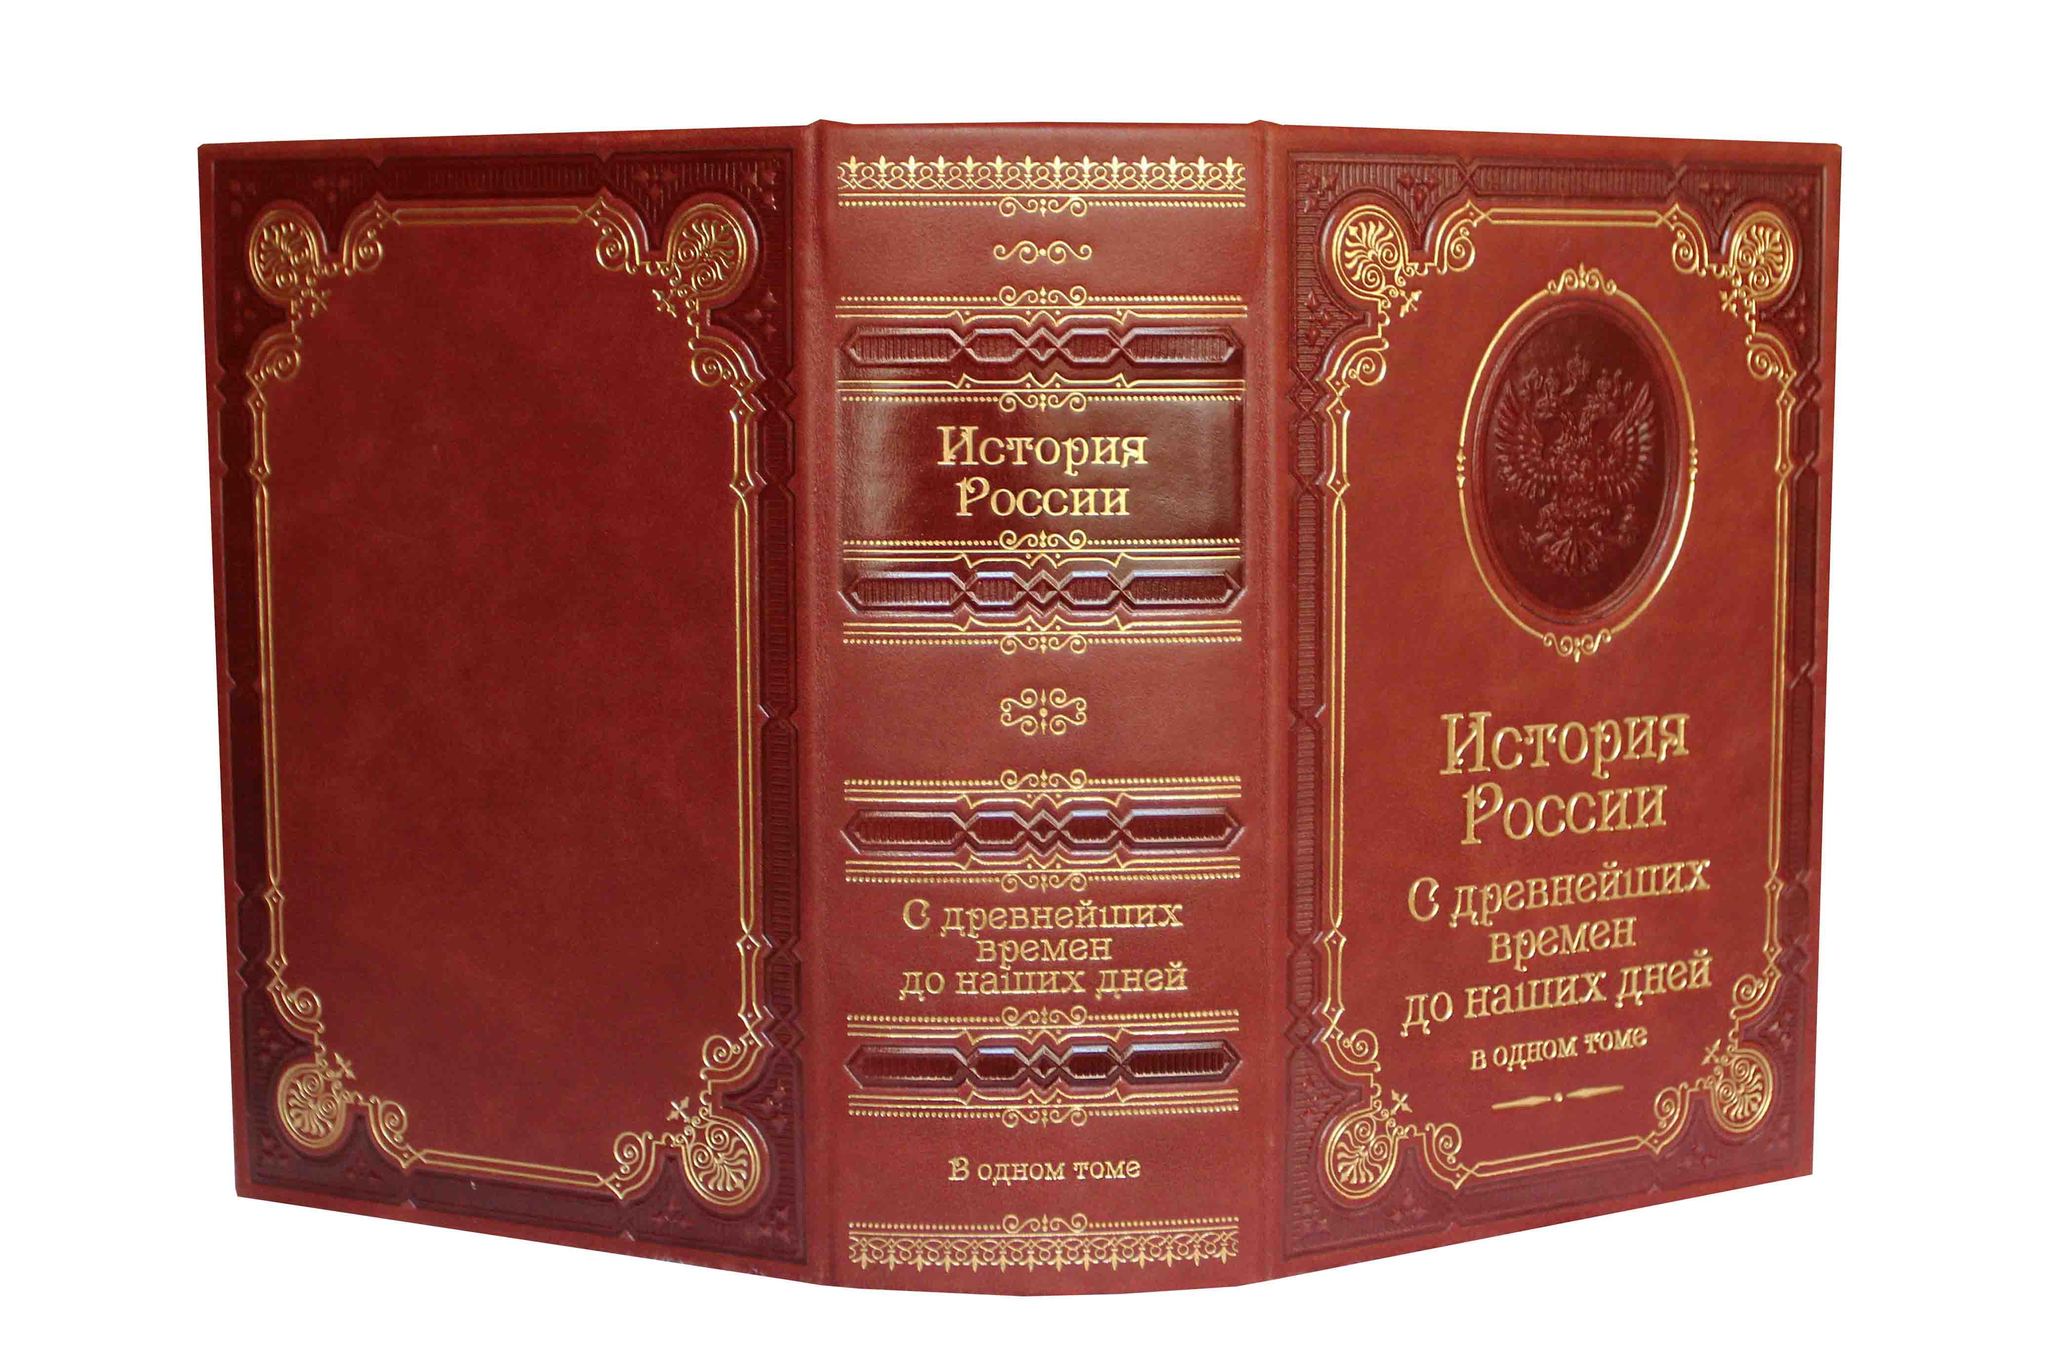 История
России
С древнейших
времен
до наших дней
В одном томе
История
России
С древнейших
времен
до наших дней
в одном томе